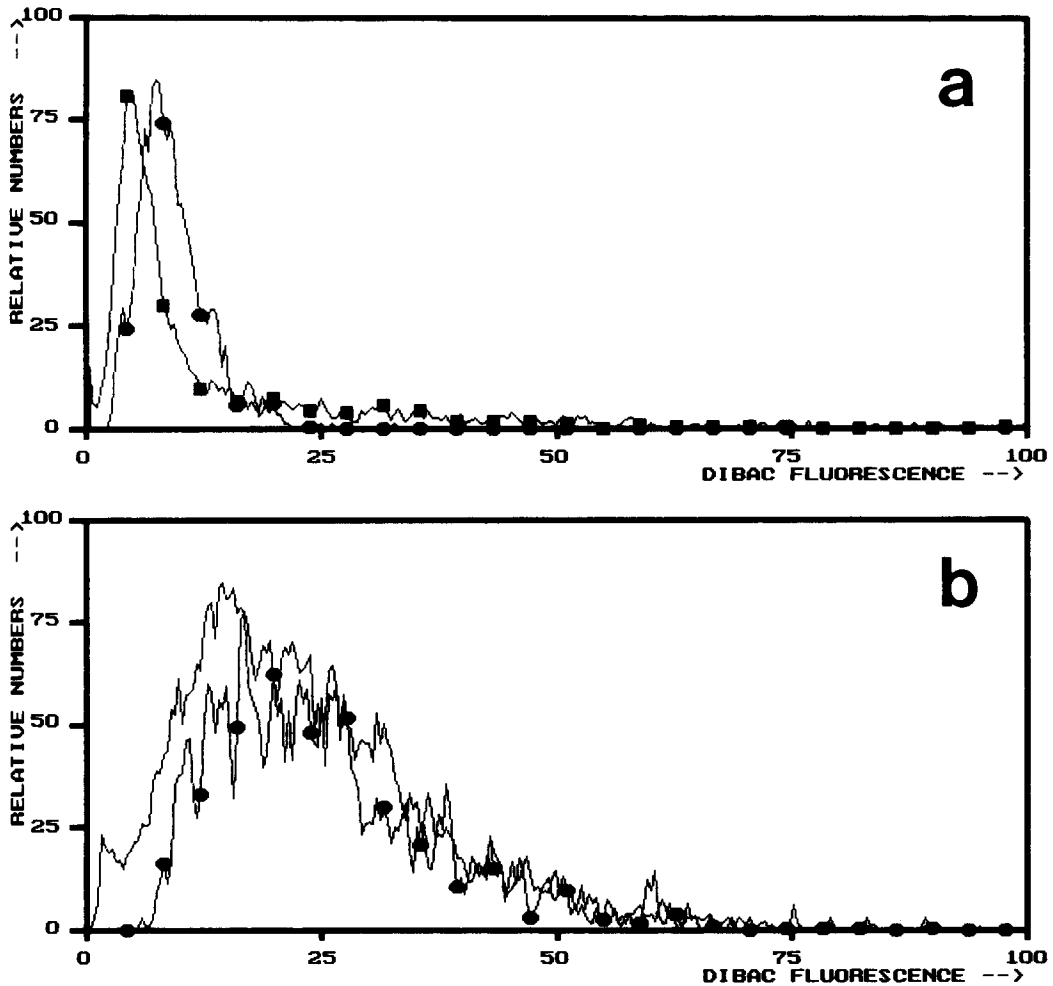 100
a
75
50
25
0
RELATIVE NUMBERS -->
0 25 50 75 100
DIBAC FLUORESCENCE -->
100
b
75
50
25
0
RELATIVE NUMBERS -->
0 25 50 75 100
DIBAC FLUORESCENCE -->